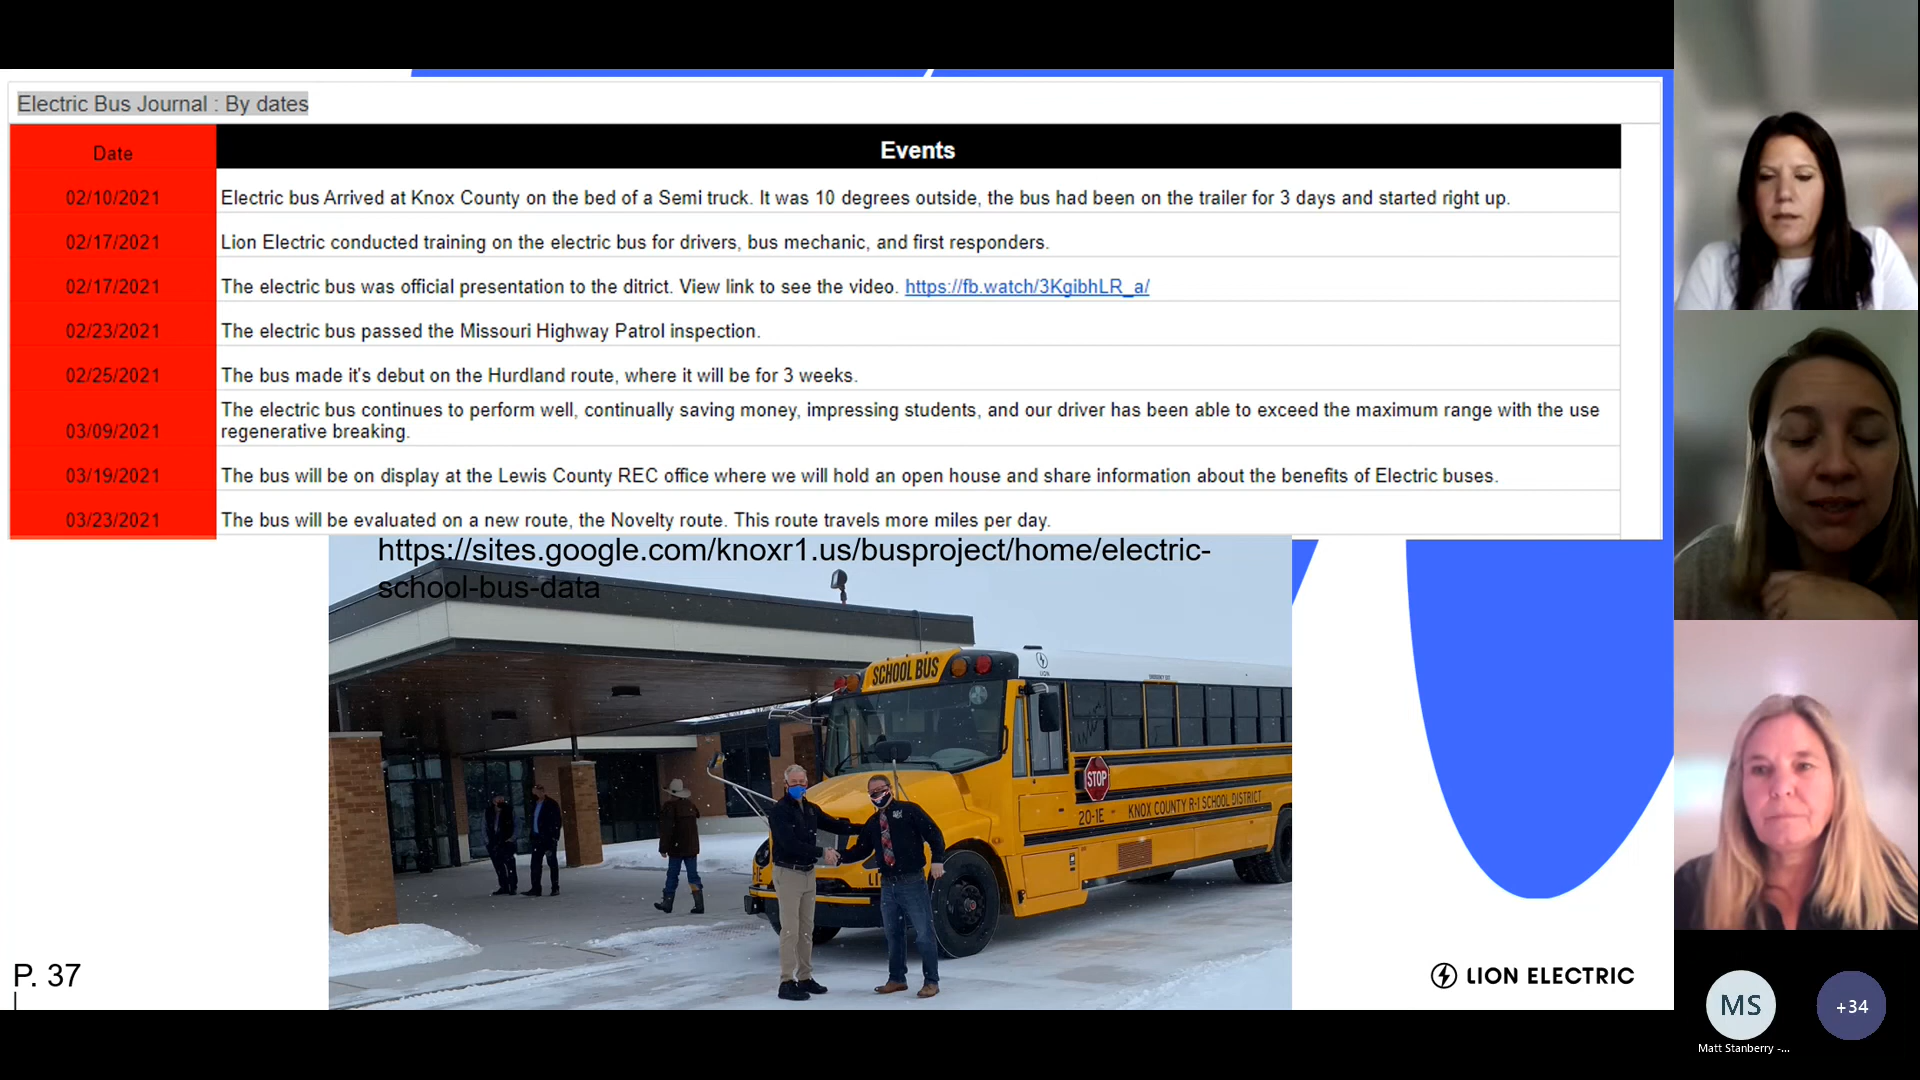 Electric Bus Journal : By dates
Date
Events
02/10/2021
Electric bus Arrived at Knox County on the bed of a Semi truck. It was 10 degrees outside, the bus had been on the trailer for 3 days and started right up.
02/17/2021
Lion Electric conducted training on the electric bus for drivers, bus mechanic, and first responders.
02/17/2021
The electric bus was official presentation to the ditrict. View link to see the video. https://fb.watch/3KgibhLR_a/
02/23/2021
The electric bus passed the Missouri Highway Patrol inspection.
02/25/2021
The bus made it's debut on the Hurdland route, where it will be for 3 weeks.
03/09/2021
The electric bus continues to perform well, continually saving money, impressing students, and our driver has been able to exceed the maximum range with the use
regenerative breaking.
03/19/2021
The bus will be on display at the Lewis County REC office where we will hold an open house and share information about the benefits of Electric buses.
03/23/2021
The bus will be evaluated on a new route, the Novelty route. This route travels more miles per day.
https://sites.google.com/knoxr1.us/busproject/home/electric-
school-bus-data
SCHOOL BUS
LION
STOP
20-1E - KNOX COUNTY R-1 SCHOOL DISTRICT
P. 37
LION ELECTRIC
MS
+34
Matt Stanberry -...